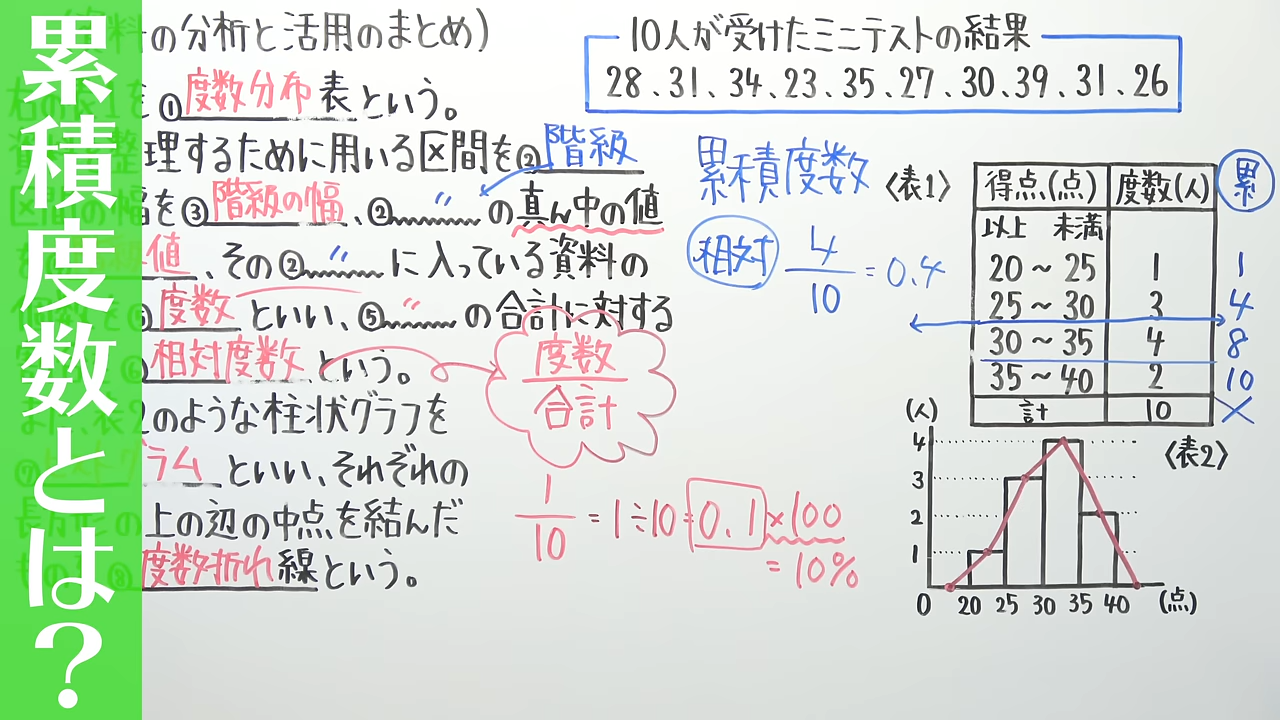 累積度数とは?
料の分析と活用のまとめ)
を①度数分布表という。
理するために用いる区間を②階級
幅を③階級の幅、②〃の真ん中の値
値、その②〃に入っている資料の
度数といい、⑤〃の合計に対する
相対度数という。
度数
合計
2のような柱状グラフを
ラムといい、それぞれの
上の辺の中点を結んだ
⑧度数折れ線という。
1/10 = 1÷10 = 0.1×100
= 10%
10人が受けたミニテストの結果
28、31、34、23、35、27、30、39、31、26
累積度数
相対 4/10 = 0.4
〈表1〉
得点(点) 度数(人) 累
以上 未満
20 ~ 25 1 1
25 ~ 30 3 4
30 ~ 35 4 8
35 ~ 40 2 10
計 10 ×
〈表2〉
(人)
4
3
2
1
0 20 25 30 35 40 (点)